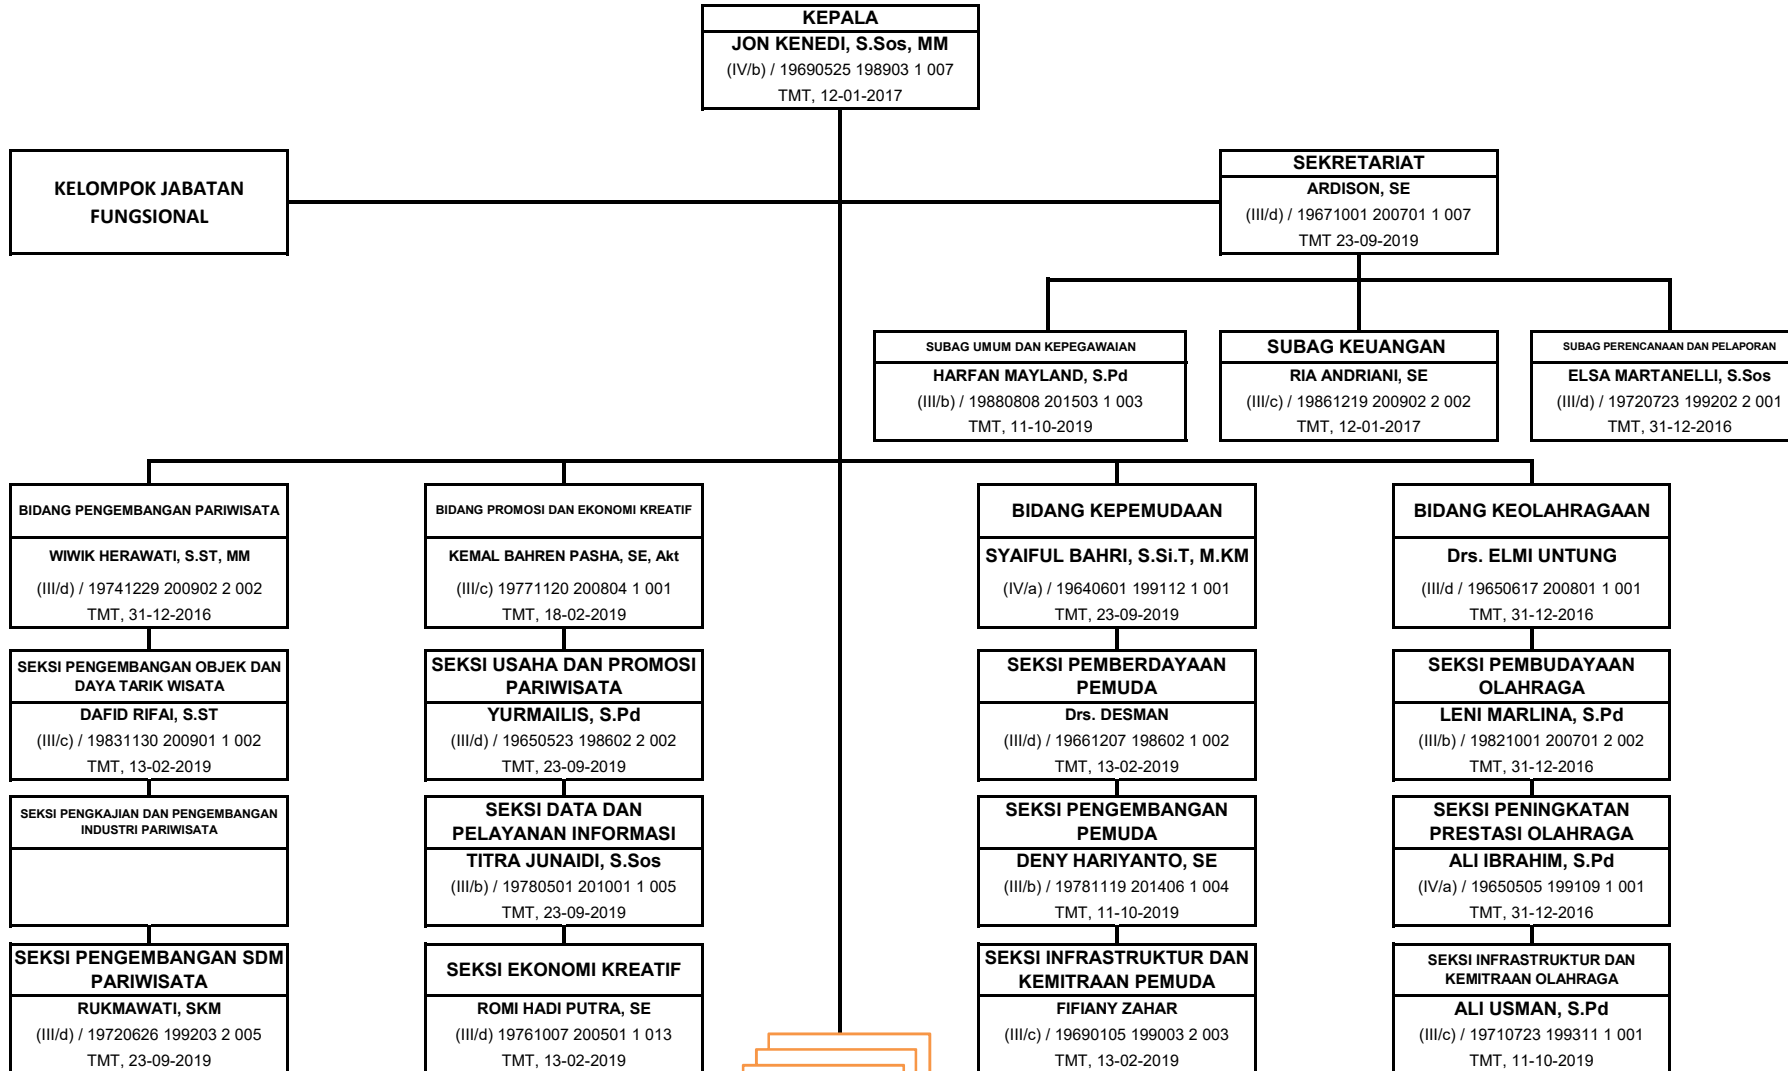 KEPALA
JON KENEDI, S.Sos, MM
(IV/b) / 19690525 198903 1 007
TMT, 12-01-2017
KELOMPOK JABATAN
FUNGSIONAL
SEKRETARIAT
ARDISON, SE
(III/d) / 19671001 200701 1 007
TMT 23-09-2019
SUBAG UMUM DAN KEPEGAWAIAN
HARFAN MAYLAND, S.Pd
(III/b) / 19880808 201503 1 003
TMT, 11-10-2019
SUBAG KEUANGAN
RIA ANDRIANI, SE
(III/c) / 19861219 200902 2 002
TMT, 12-01-2017
SUBAG PERENCANAAN DAN PELAPORAN
ELSA MARTANELLI, S.Sos
(III/d) / 19720723 199202 2 001
TMT, 31-12-2016
BIDANG PENGEMBANGAN PARIWISATA
WIWIK HERAWATI, S.ST, MM
(III/d) / 19741229 200902 2 002
TMT, 31-12-2016
SEKSI PENGEMBANGAN OBJEK DAN
DAYA TARIK WISATA
DAFID RIFAI, S.ST
(III/c) / 19831130 200901 1 002
TMT, 13-02-2019
SEKSI PENGKAJIAN DAN PENGEMBANGAN
INDUSTRI PARIWISATA
SEKSI PENGEMBANGAN SDM
PARIWISATA
RUKMAWATI, SKM
(III/d) / 19720626 199203 2 005
TMT, 23-09-2019
BIDANG PROMOSI DAN EKONOMI KREATIF
KEMAL BAHREN PASHA, SE, Akt
(III/c) 19771120 200804 1 001
TMT, 18-02-2019
SEKSI USAHA DAN PROMOSI
PARIWISATA
YURMAILIS, S.Pd
(III/d) / 19650523 198602 2 002
TMT, 23-09-2019
SEKSI DATA DAN
PELAYANAN INFORMASI
TITRA JUNAIDI, S.Sos
(III/b) / 19780501 201001 1 005
TMT, 23-09-2019
SEKSI EKONOMI KREATIF
ROMI HADI PUTRA, SE
(III/d) 19761007 200501 1 013
TMT, 13-02-2019
BIDANG KEPEMUDAAN
SYAIFUL BAHRI, S.Si.T, M.KM
(IV/a) / 19640601 199112 1 001
TMT, 23-09-2019
SEKSI PEMBERDAYAAN
PEMUDA
Drs. DESMAN
(III/d) / 19661207 198602 1 002
TMT, 13-02-2019
SEKSI PENGEMBANGAN
PEMUDA
DENY HARIYANTO, SE
(III/b) / 19781119 201406 1 004
TMT, 11-10-2019
SEKSI INFRASTRUKTUR DAN
KEMITRAAN PEMUDA
FIFIANY ZAHAR
(III/c) / 19690105 199003 2 003
TMT, 13-02-2019
BIDANG KEOLAHRAGAAN
Drs. ELMI UNTUNG
(III/d / 19650617 200801 1 001
TMT, 31-12-2016
SEKSI PEMBUDAYAAN
OLAHRAGA
LENI MARLINA, S.Pd
(III/b) / 19821001 200701 2 002
TMT, 31-12-2016
SEKSI PENINGKATAN
PRESTASI OLAHRAGA
ALI IBRAHIM, S.Pd
(IV/a) / 19650505 199109 1 001
TMT, 31-12-2016
SEKSI INFRASTRUKTUR DAN
KEMITRAAN OLAHRAGA
ALI USMAN, S.Pd
(III/c) / 19710723 199311 1 001
TMT, 11-10-2019